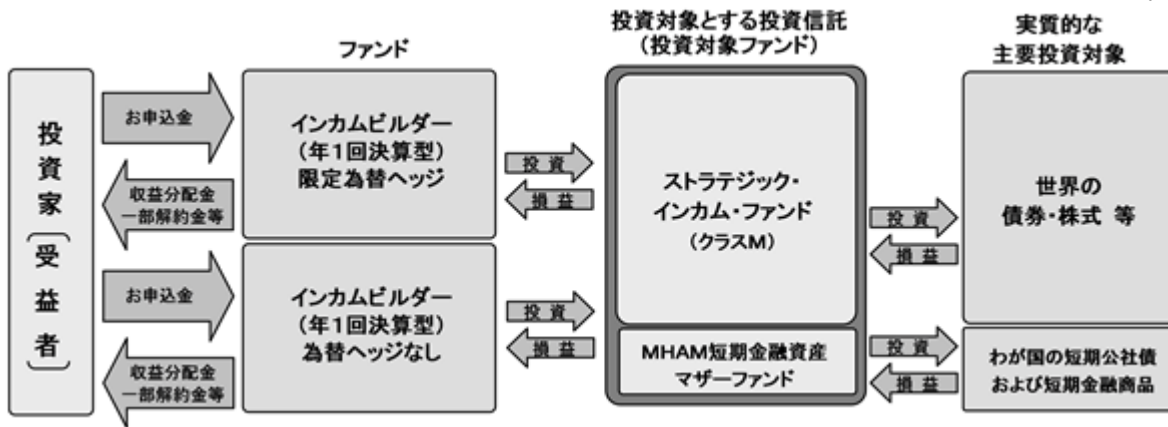 ファンド
投資対象とする投資信託
(投資対象ファンド)
実質的な
主要投資対象
投資家〔受益者〕
お申込金
収益分配金
一部解約金等
お申込金
収益分配金
一部解約金等
インカムビルダー
(年1回決算型)
限定為替ヘッジ
インカムビルダー
(年1回決算型)
為替ヘッジなし
投資
損益
投資
損益
ストラテジック・
インカム・ファンド
(クラスM)
MHAM短期金融資産
マザーファンド
投資
損益
投資
損益
世界の
債券・株式 等
わが国の短期公社債
および短期金融商品